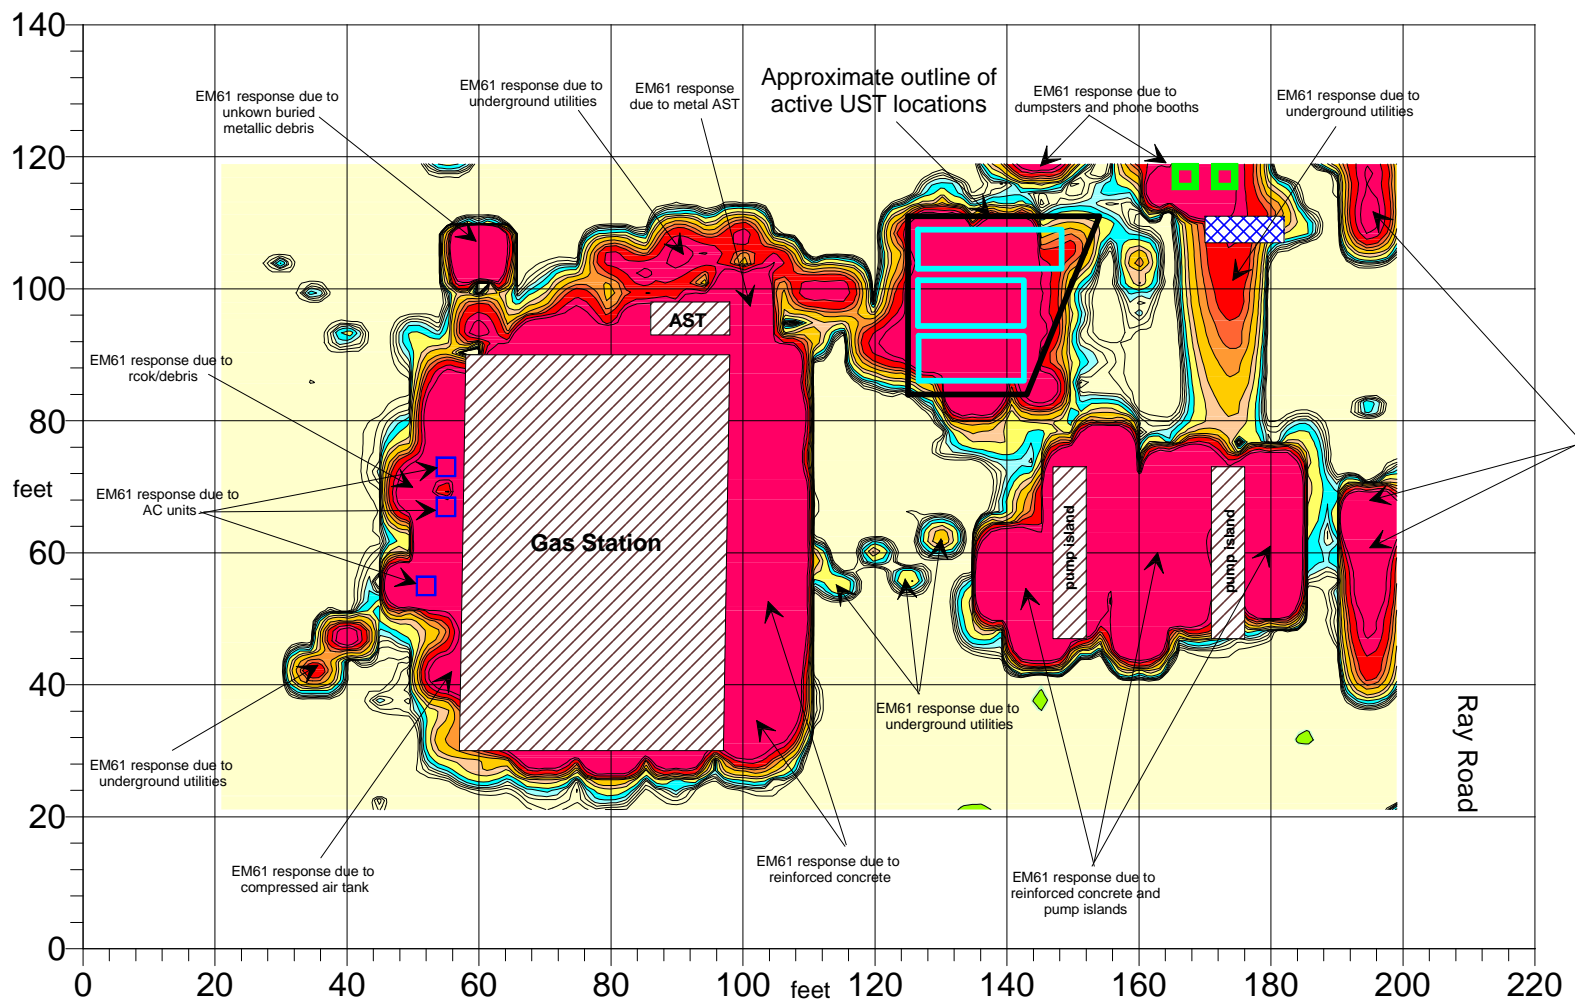 140
120
100
80
feet
60
40
20
0
0
20
40
60
80
100
feet
120
140
160
180
200
220
EM61 response due to
unkown buried
metallic debris
EM61 response due to
underground utilities
EM61 response
due to metal AST
Approximate outline of
active UST locations
EM61 response due to
dumpsters and phone booths
EM61 response due to
underground utilities
AST
EM61 response due to
rcok/debris
EM61 response due to
AC units
Gas Station
pump island
pump island
EM61 response due to
underground utilities
EM61 response due to
underground utilities
Ray Road
EM61 response due to
compressed air tank
EM61 response due to
reinforced concrete
EM61 response due to
reinforced concrete and
pump islands